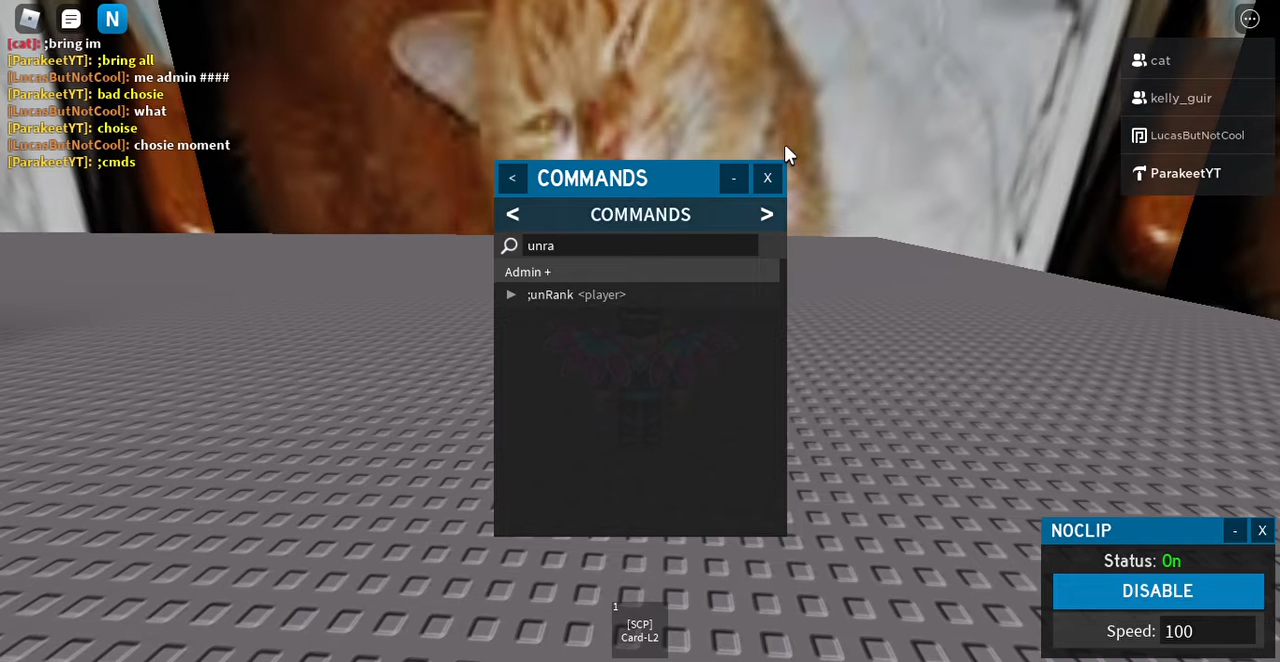 N
[cat]: ;bring im
[ParakeetYT]: ;bring all
[LucasButNotCool]: me admin ####
[ParakeetYT]: bad chosie
[LucasButNotCool]: what
[ParakeetYT]: choise
[LucasButNotCool]: chosie moment
[ParakeetYT]: ;cmds
cat
kelly_guir
LucasButNotCool
ParakeetYT
< COMMANDS - X
< COMMANDS >
unra
Admin +
;unRank <player>
NOCLIP - X
Status: On
DISABLE
Speed: 100
1
[SCP]
Card-L2